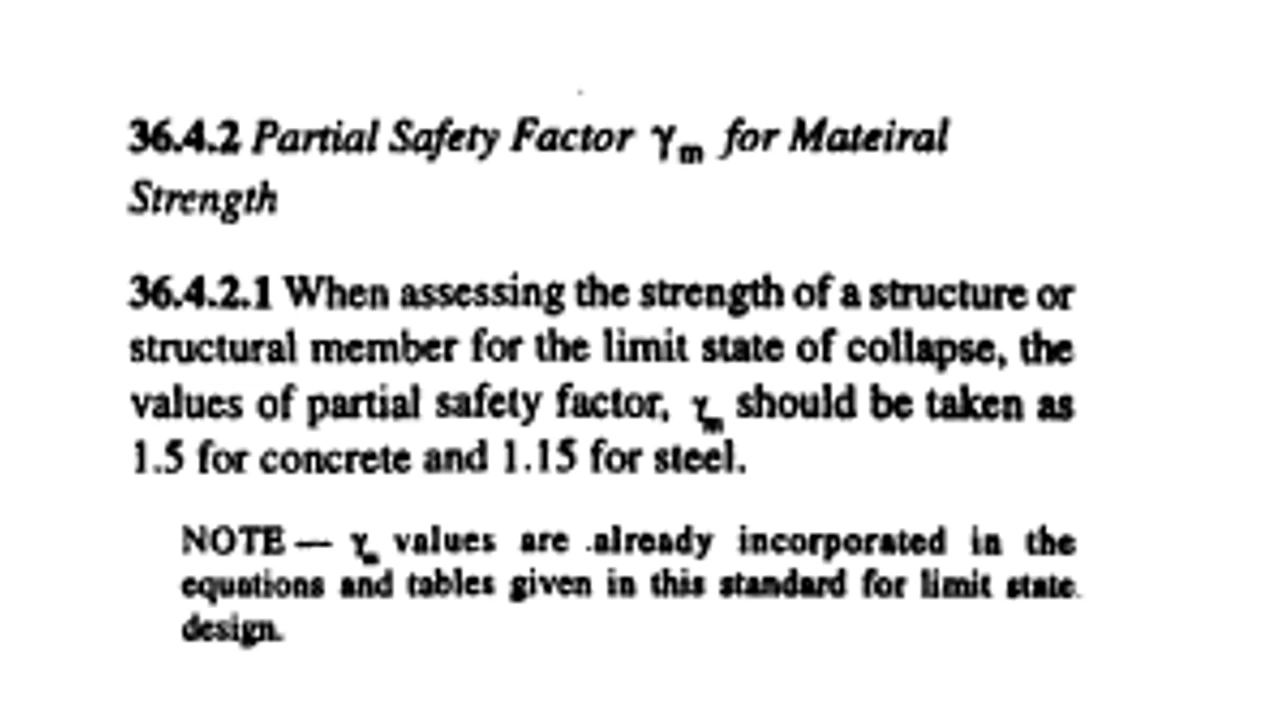 36.4.2 Partial Safety Factor γm for Mateiral
Strength
36.4.2.1 When assessing the strength of a structure or
structural member for the limit state of collapse, the
values of partial safety factor, γm should be taken as
1.5 for concrete and 1.15 for steel.
NOTE — γm values are already incorporated in the
equations and tables given in this standard for limit state
design.